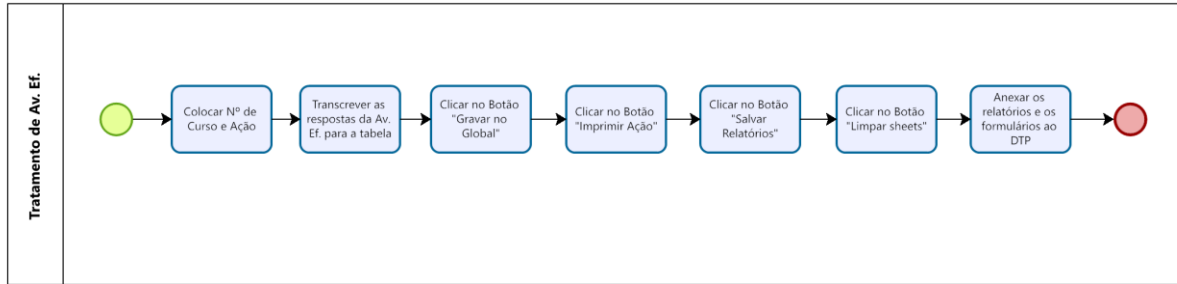 Tratamento de Av. Ef.
Colocar Nº de
Curso e Ação
Transcrever as
respostas da Av.
Ef. para a tabela
Clicar no Botão
"Gravar no
Global"
Clicar no Botão
"Imprimir Ação"
Clicar no Botão
"Salvar
Relatórios"
Clicar no Botão
"Limpar sheets"
Anexar os
relatórios e os
formulários ao
DTP